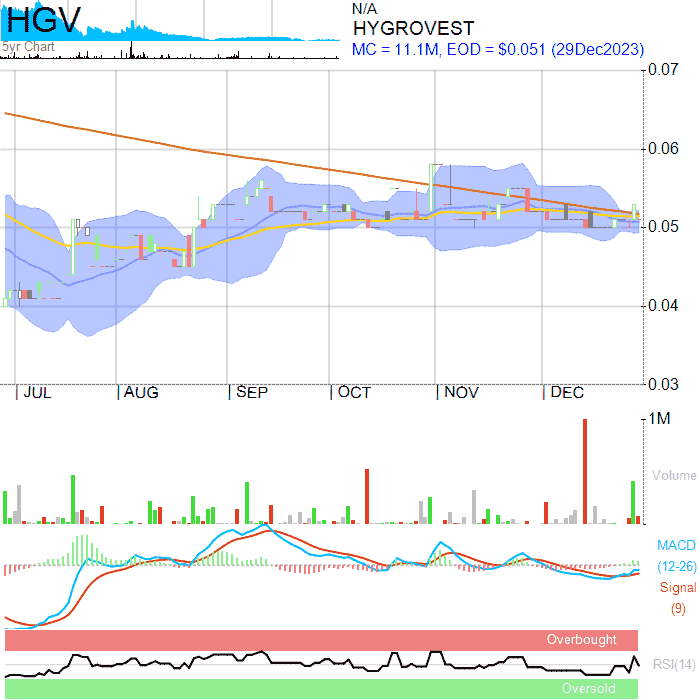 HGV
5yr Chart
N/A
HYGROVEST
MC = 11.1M, EOD = $0.051 (29Dec2023)
0.07
0.06
0.05
0.04
0.03
JUL AUG SEP OCT NOV DEC
1M
Volume
MACD
(12-26)
Signal
(9)
Overbought
RSI(14)
Oversold